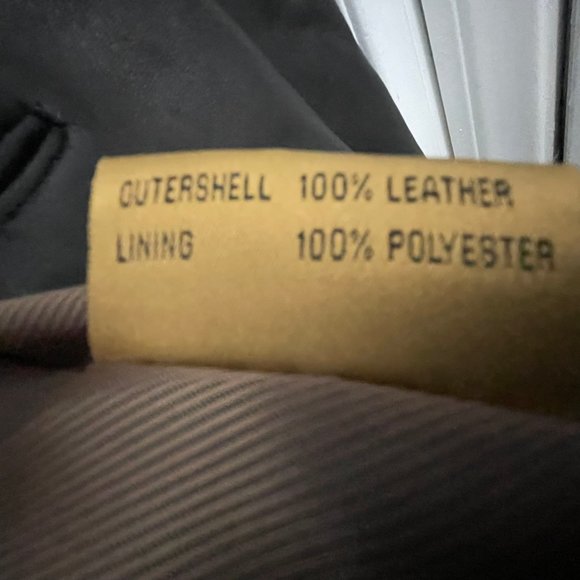 OUTERSHELL 100% LEATHER
LINING 100% POLYESTER